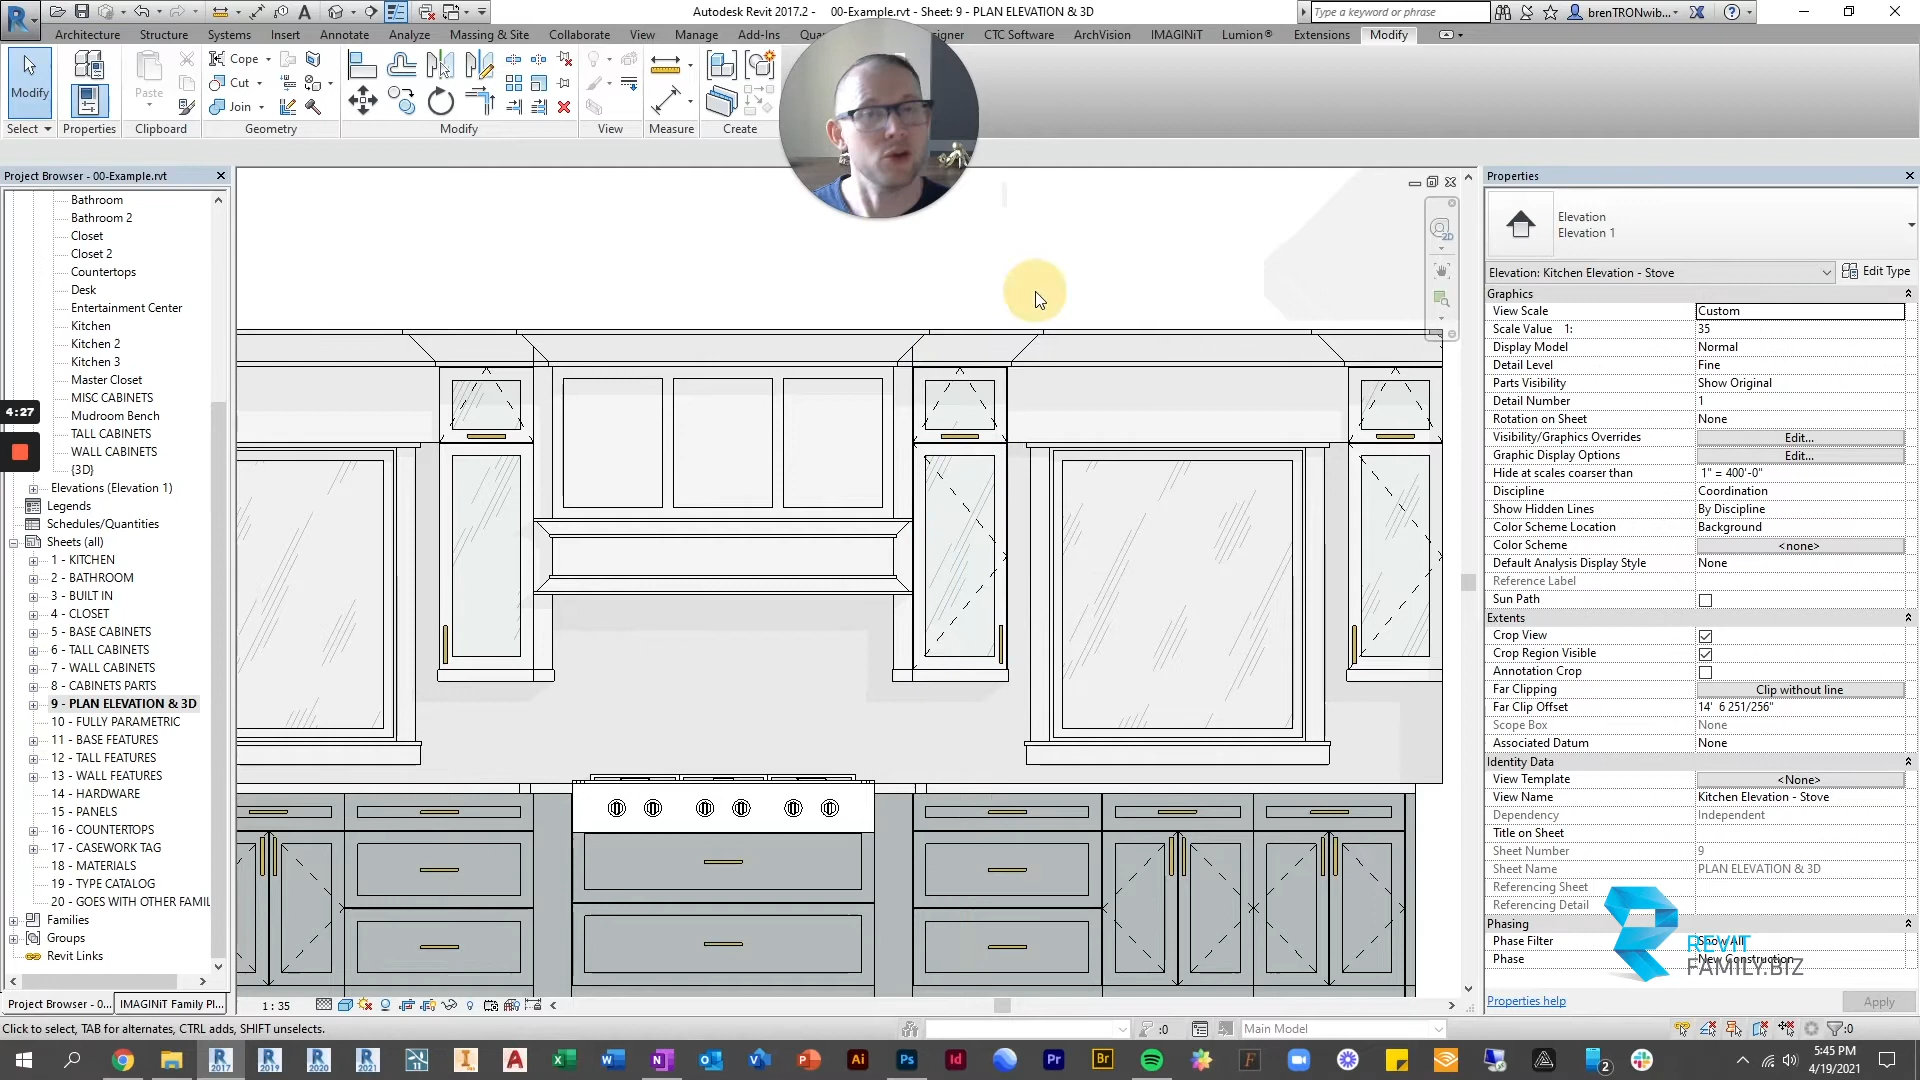 Autodesk Revit 2017.2 -     00-Example.rvt - Sheet: 9 - PLAN ELEVATION & 3D
Type a keyword or phrase
brenTRONwib...
Architecture Structure Systems Insert Annotate Analyze Massing & Site Collaborate View Manage Add-Ins CTC Software ArchVision IMAGINiT Lumion® Extensions Modify
Cope
Cut
Join
Modify
Paste
Select Properties Clipboard Geometry Modify View Measure Create
Project Browser - 00-Example.rvt
Bathroom
Bathroom 2
Closet
Closet 2
Countertops
Desk
Entertainment Center
Kitchen
Kitchen 2
Kitchen 3
Master Closet
MISC CABINETS
Mudroom Bench
TALL CABINETS
WALL CABINETS
{3D}
Elevations (Elevation 1)
Legends
Schedules/Quantities
Sheets (all)
1 - KITCHEN
2 - BATHROOM
3 - BUILT IN
4 - CLOSET
5 - BASE CABINETS
6 - TALL CABINETS
7 - WALL CABINETS
8 - CABINETS PARTS
9 - PLAN ELEVATION & 3D
10 - FULLY PARAMETRIC
11 - BASE FEATURES
12 - TALL FEATURES
13 - WALL FEATURES
14 - HARDWARE
15 - PANELS
16 - COUNTERTOPS
17 - CASEWORK TAG
18 - MATERIALS
19 - TYPE CATALOG
20 - GOES WITH OTHER FAMIL
Families
Groups
Revit Links
Project Browser - 0... IMAGINiT Family Pl...
4:27
2D
1 : 35
Properties
Elevation
Elevation 1
Elevation: Kitchen Elevation - Stove Edit Type
Graphics
View Scale Custom
Scale Value    1: 35
Display Model Normal
Detail Level Fine
Parts Visibility Show Original
Detail Number 1
Rotation on Sheet None
Visibility/Graphics Overrides Edit...
Graphic Display Options Edit...
Hide at scales coarser than 1" = 400'-0"
Discipline Coordination
Show Hidden Lines By Discipline
Color Scheme Location Background
Color Scheme <none>
Default Analysis Display Style None
Reference Label
Sun Path
Extents
Crop View
Crop Region Visible
Annotation Crop
Far Clipping Clip without line
Far Clip Offset 14'  6 251/256"
Scope Box None
Associated Datum None
Identity Data
View Template <None>
View Name Kitchen Elevation - Stove
Dependency Independent
Title on Sheet
Sheet Number 9
Sheet Name PLAN ELEVATION & 3D
Referencing Sheet
Referencing Detail
Phasing
Phase Filter Show All
Phase New Construction
REVIT
FAMILY.BIZ
Properties help Apply
Click to select, TAB for alternates, CTRL adds, SHIFT unselects.
:0
Main Model
:0
2017 2019 2020 2021
Ai Ps Id Pr Br
2
5:45 PM
4/19/2021